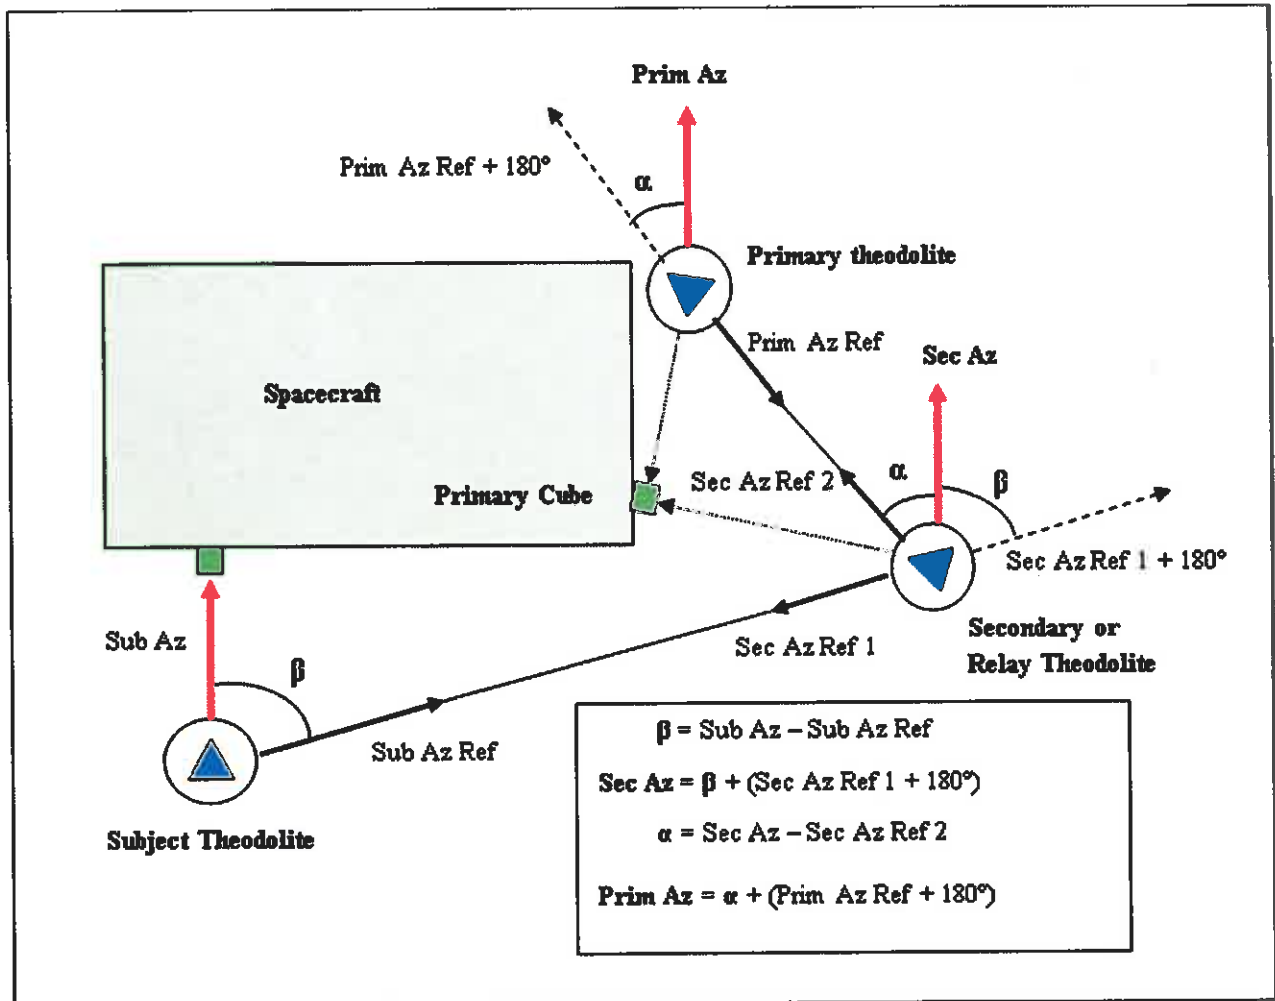 Prim Az
Prim Az Ref + 180°
α
Primary theodolite
Prim Az Ref
Sec Az
Spacecraft
Primary Cube
Sec Az Ref 2
α
β
Sec Az Ref 1 + 180°
Sub Az
β
Sec Az Ref 1
Secondary or
Relay Theodolite
Sub Az Ref
Subject Theodolite
β = Sub Az – Sub Az Ref
Sec Az = β + (Sec Az Ref 1 + 180°)
α = Sec Az – Sec Az Ref 2
Prim Az = α + (Prim Az Ref + 180°)